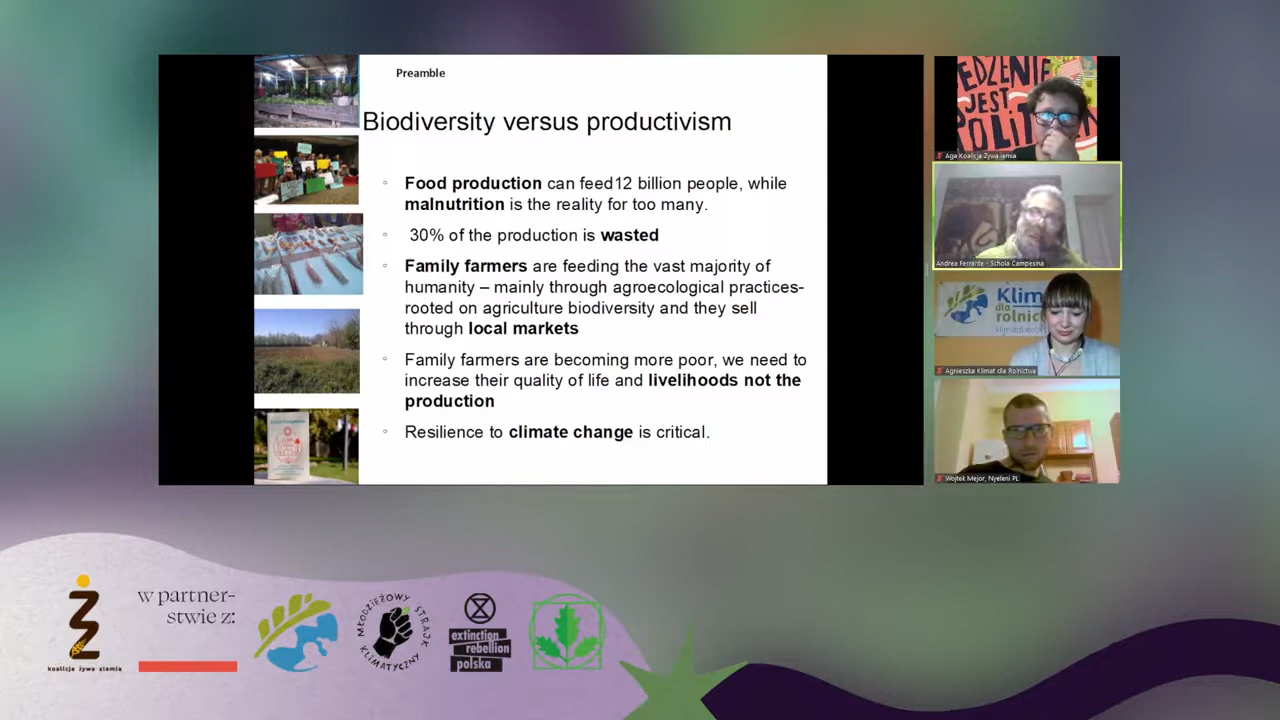 Preamble
Biodiversity versus productivism
Food production can feed12 billion people, while
malnutrition is the reality for too many.
30% of the production is wasted
Family farmers are feeding the vast majority of
humanity – mainly through agroecological practices-
rooted on agriculture biodiversity and they sell
through local markets
Family farmers are becoming more poor, we need to
increase their quality of life and livelihoods not the
production
Resilience to climate change is critical.
JEST
Aga Koalicja Żywa Ziemia
Andrea Ferrante - Schola Campesina
Klim
dla
rolnic
Agnieszka Klimat dla Rolnictwa
Wojtek Mejor, Nyeleni PL
koalicja żywa ziemia
w partner-
stwie z:
MŁODZIEŻOWY STRAJK
KLIMATYCZNY
extinction
rebellion
polska